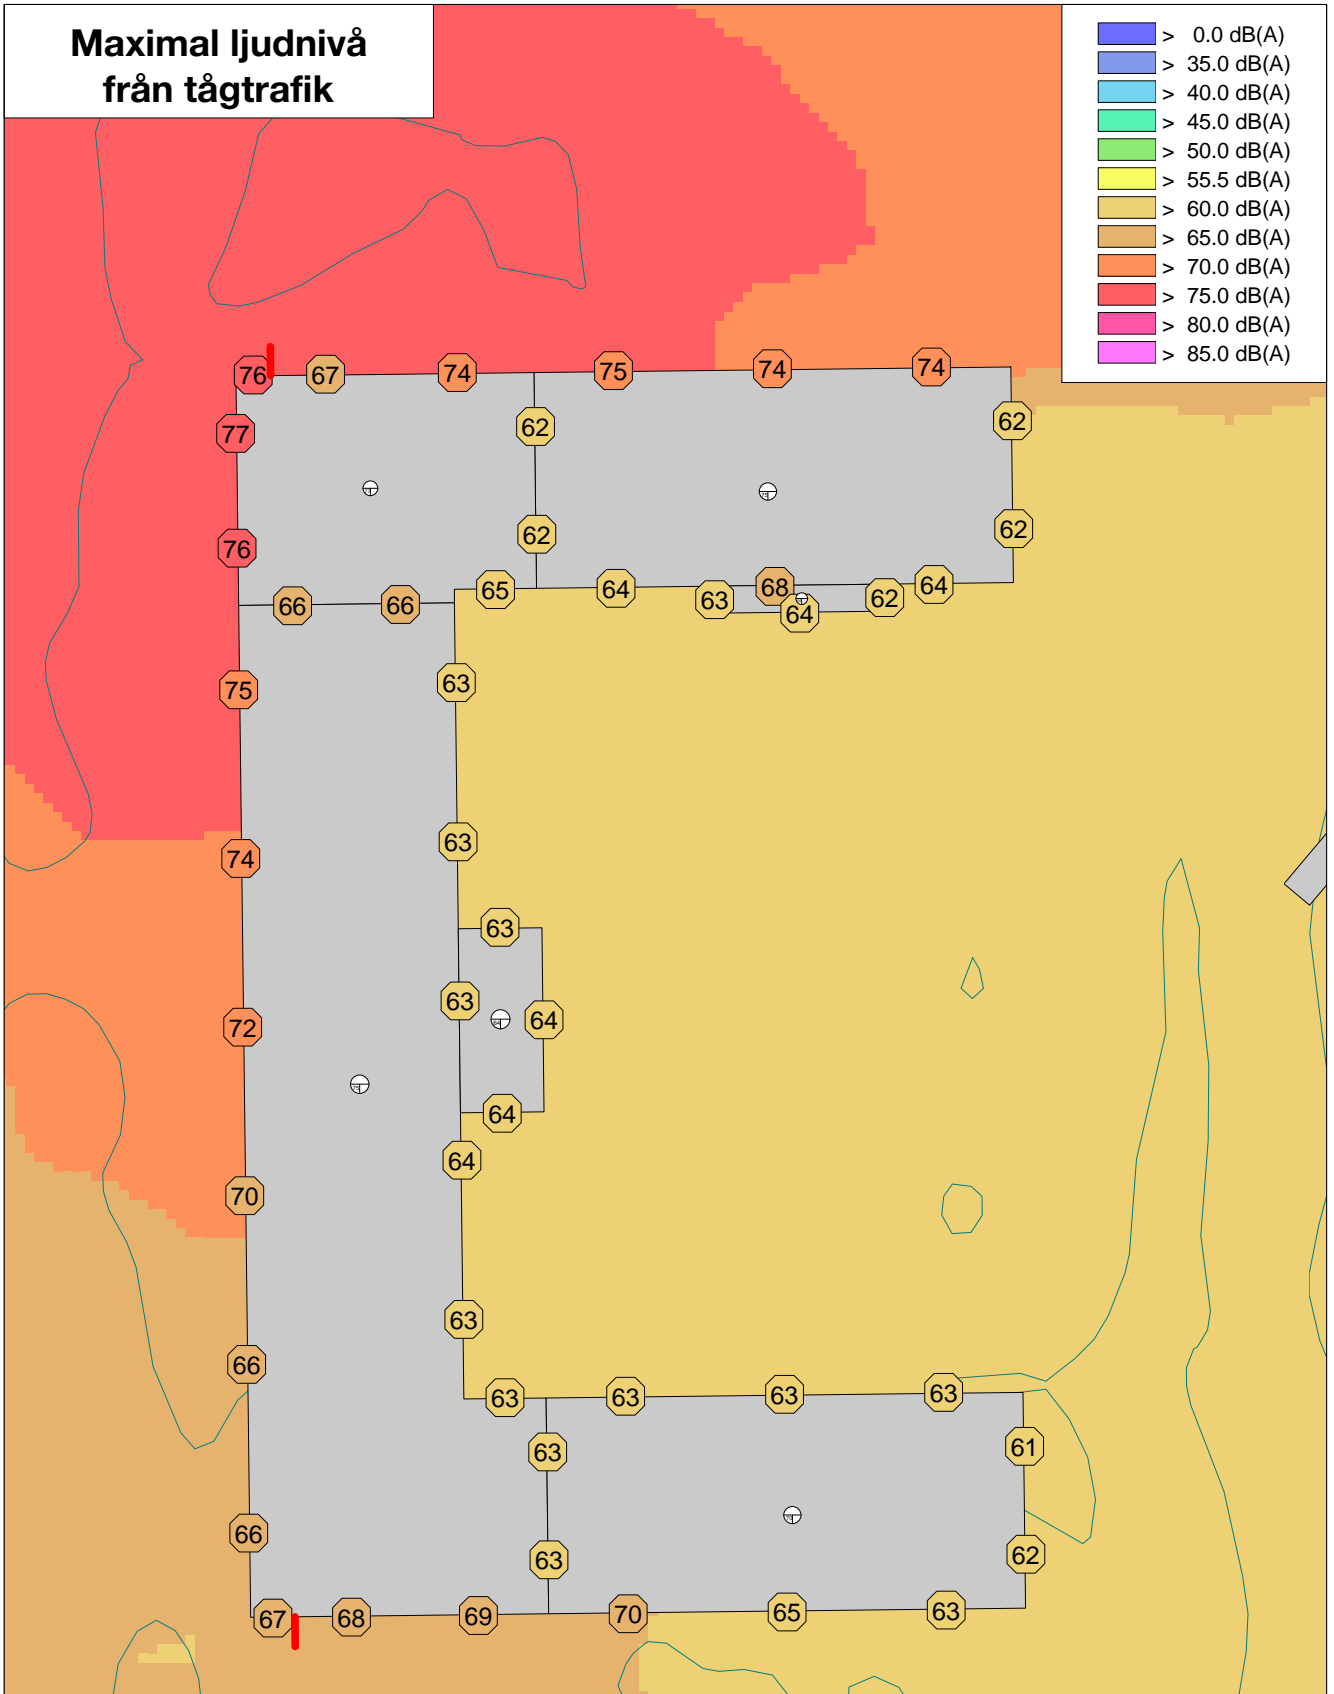 Maximal ljudnivå
från tågtrafik
> 0.0 dB(A)
> 35.0 dB(A)
> 40.0 dB(A)
> 45.0 dB(A)
> 50.0 dB(A)
> 55.5 dB(A)
> 60.0 dB(A)
> 65.0 dB(A)
> 70.0 dB(A)
> 75.0 dB(A)
> 80.0 dB(A)
> 85.0 dB(A)
76 67 74 75 74 74
77 62 62
76 62 62
66 66 65 64 63 68 64 62 64
75 63
74 63
63
72 63 64
64
70 64
66 63
63 63 63 63
63 61
66 63 62
67 68 69 70 65 63